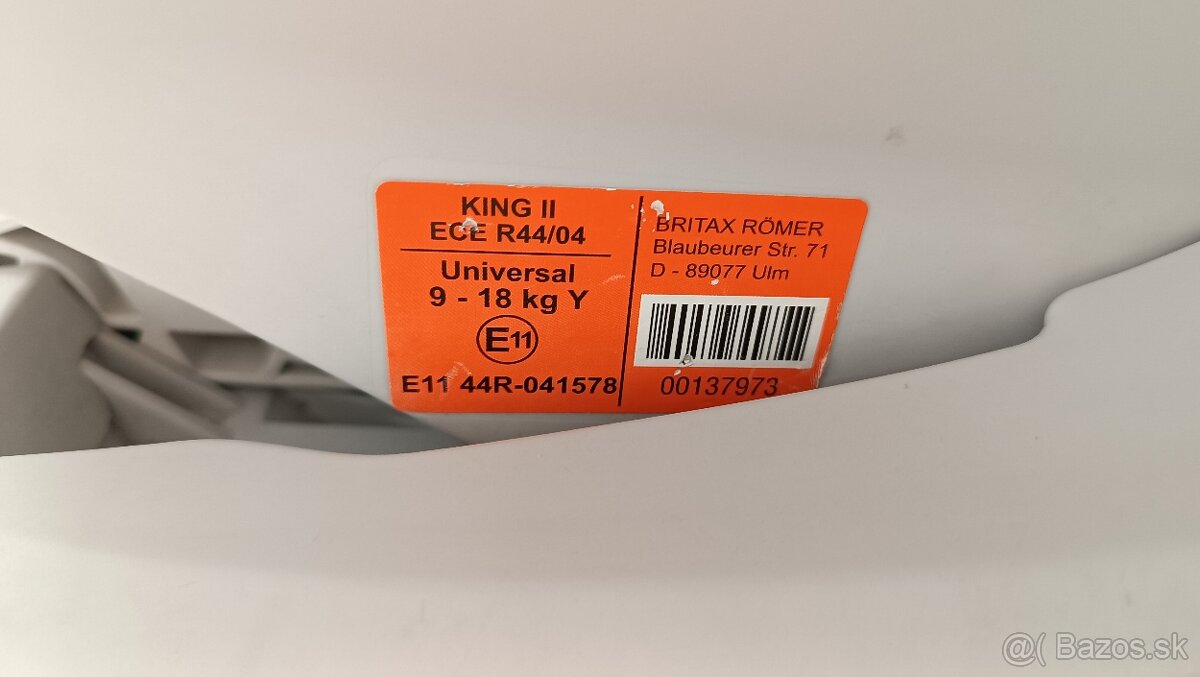 KING II
ECE R44/04
Universal
9 - 18 kg Y
E11
E11 44R-041578
BRITAX RÖMER
Blaubeurer Str. 71
D - 89077 Ulm
00137973
@( Bazos.sk